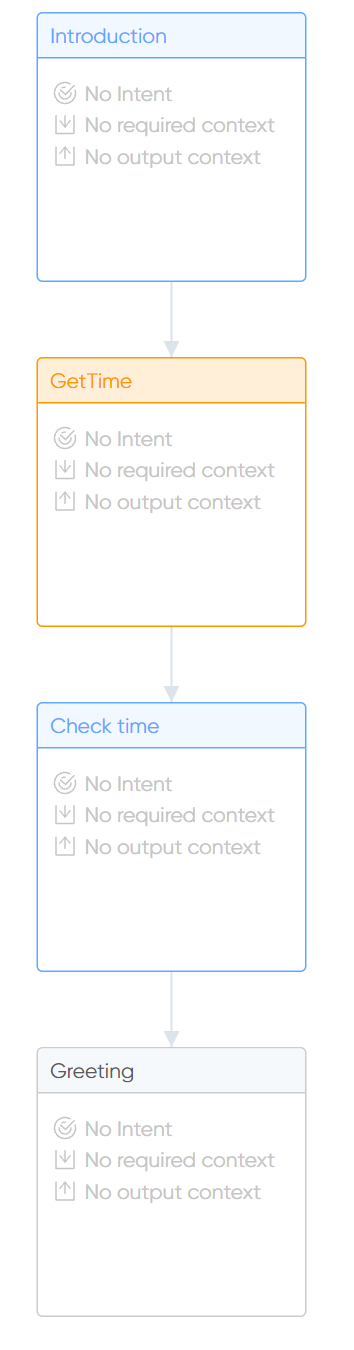 Introduction
No Intent
No required context
No output context
GetTime
No Intent
No required context
No output context
Check time
No Intent
No required context
No output context
Greeting
No Intent
No required context
No output context